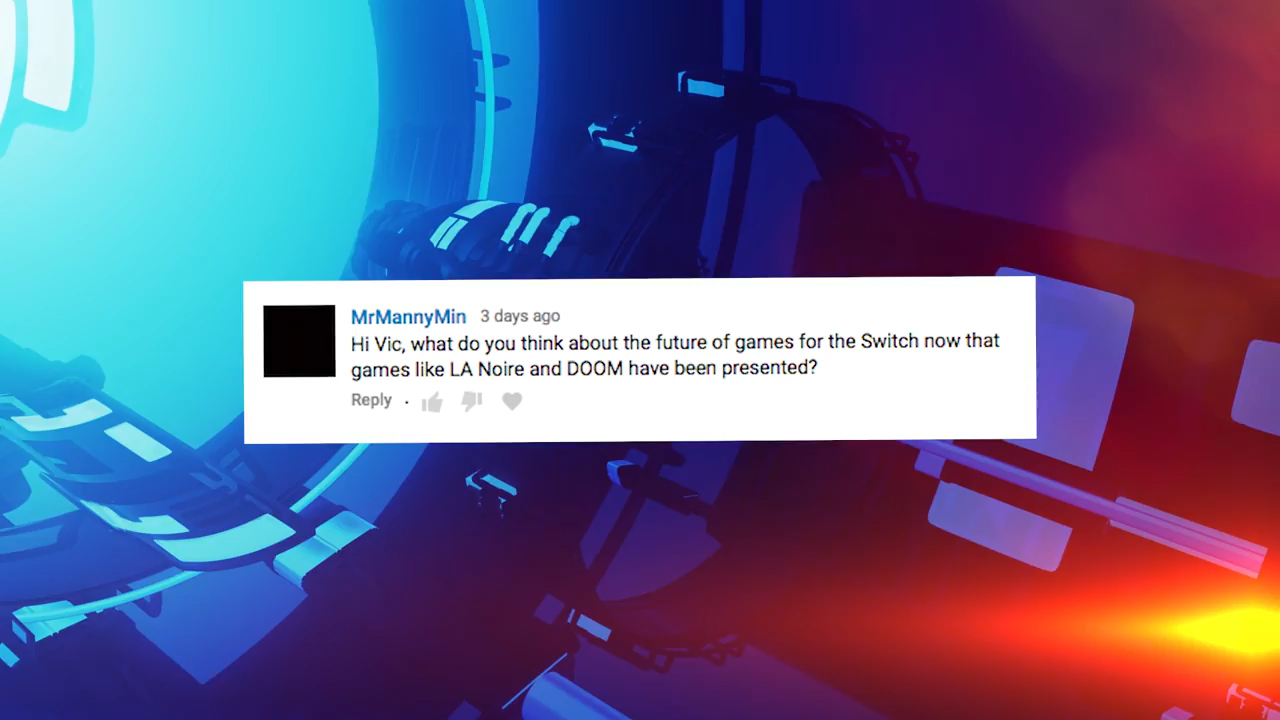 MrMannyMin 3 days ago
Hi Vic, what do you think about the future of games for the Switch now that
games like LA Noire and DOOM have been presented?
Reply ·